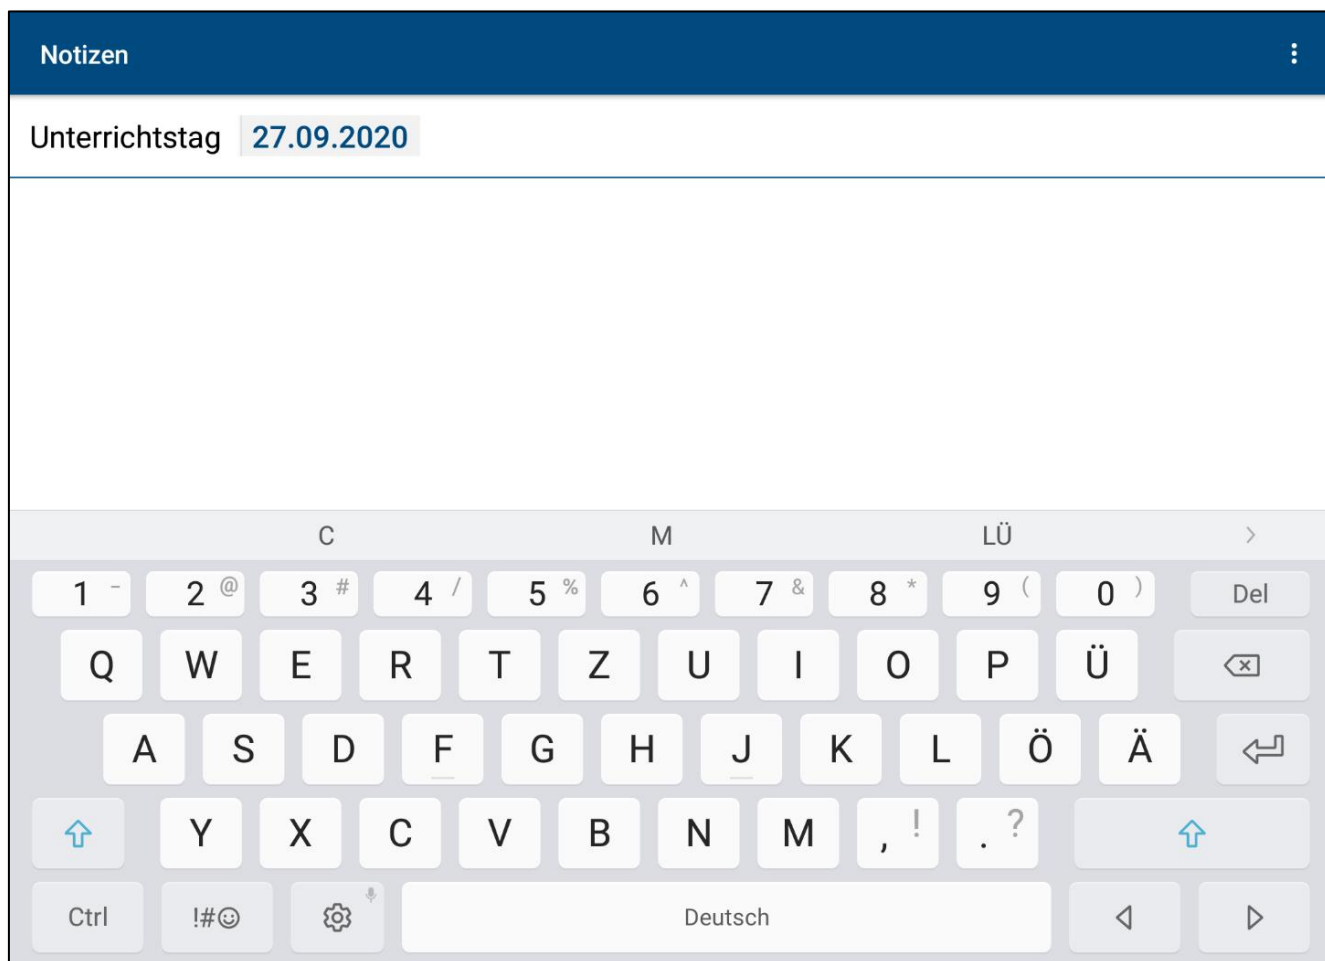 Notizen
Unterrichtstag 27.09.2020
C M LÜ >
1 - 2 @ 3 # 4 / 5 % 6 ^ 7 & 8 * 9 ( 0 ) Del
Q W E R T Z U I O P Ü
A S D F G H J K L Ö Ä
Y X C V B N M , ! . ?
Ctrl !#☺ Deutsch